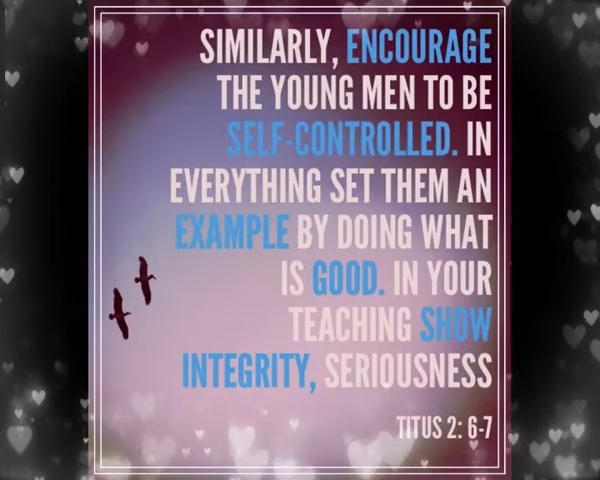 SIMILARLY, ENCOURAGE
THE YOUNG MEN TO BE
SELF-CONTROLLED. IN
EVERYTHING SET THEM AN
EXAMPLE BY DOING WHAT
IS GOOD. IN YOUR
TEACHING SHOW
INTEGRITY, SERIOUSNESS
TITUS 2: 6-7